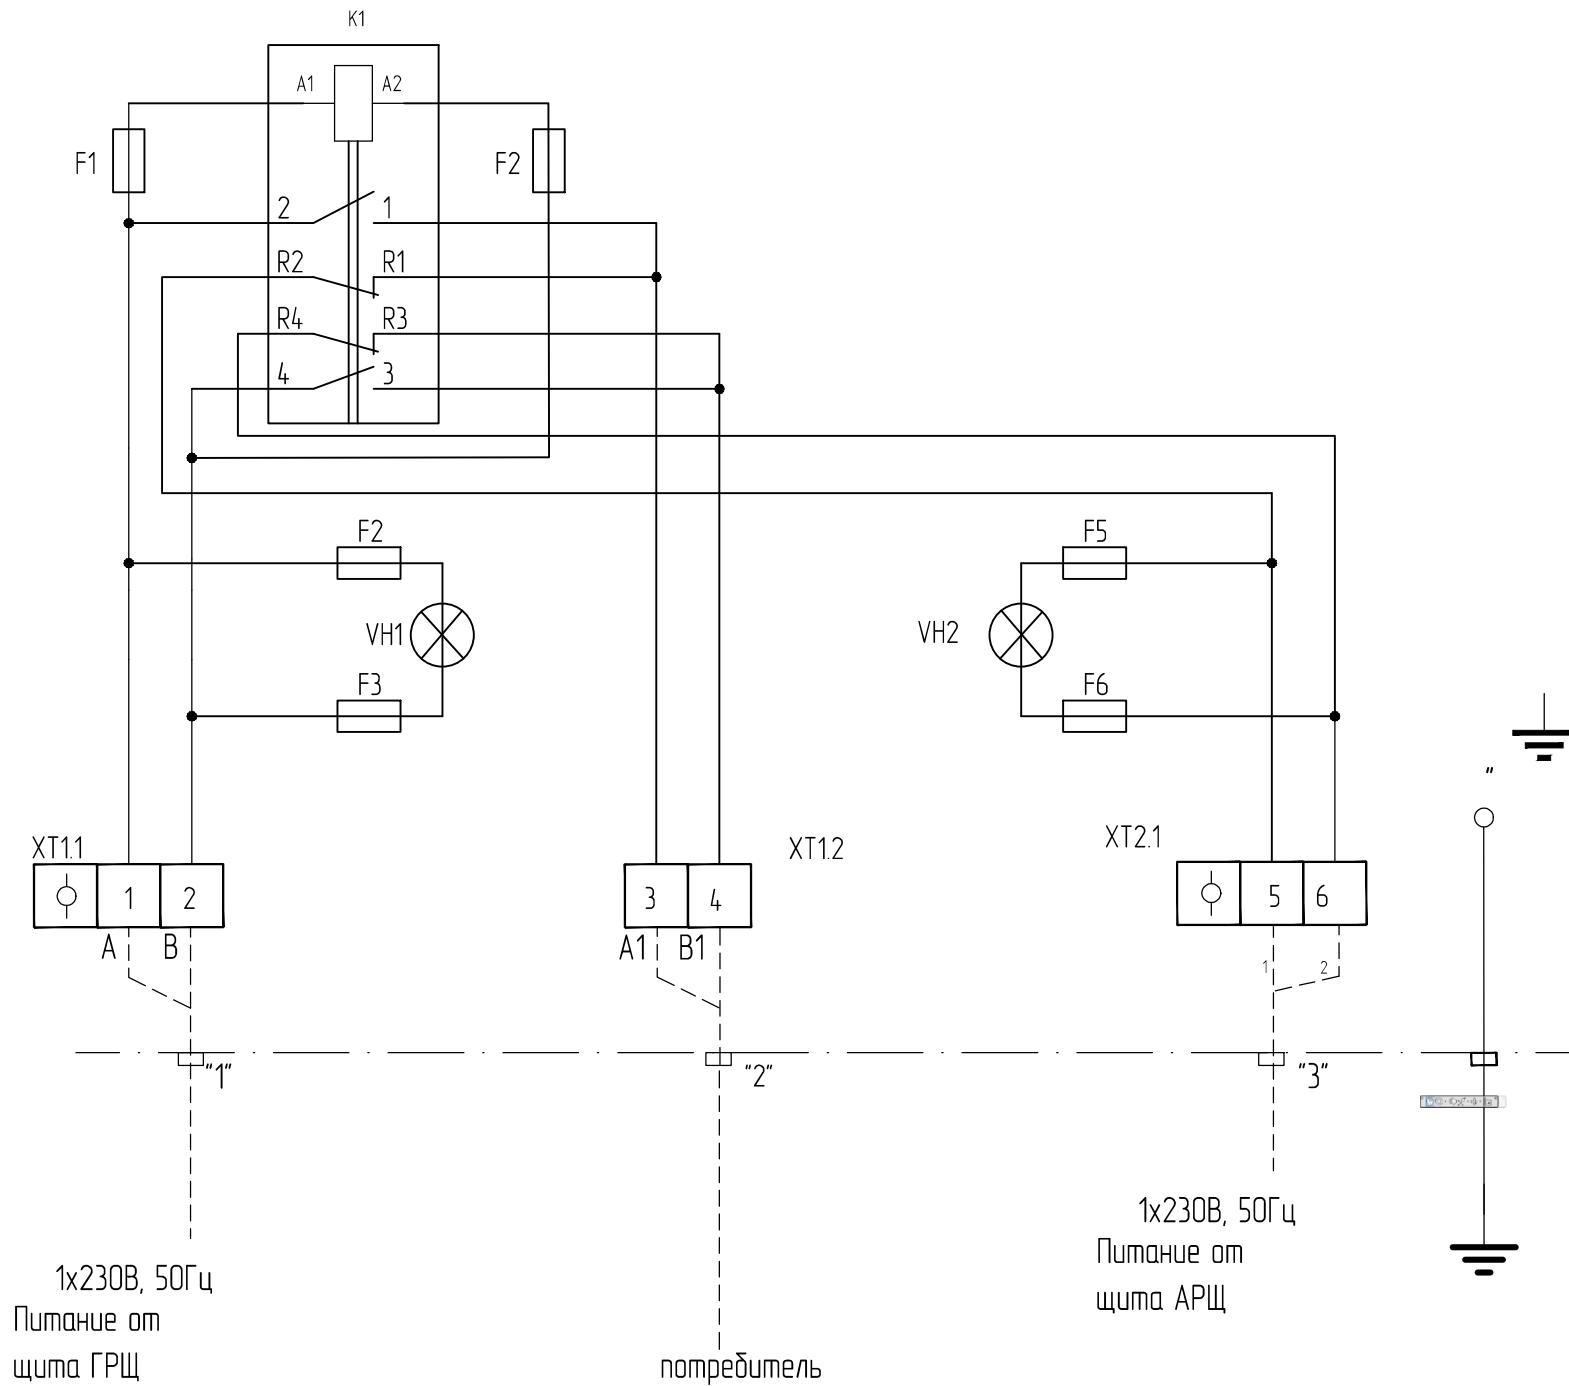 K1
A1
A2
F1
F2
2
1
R2
R1
R4
R3
4
3
F2
F5
VH1
VH2
F3
F6
"
XT1.1
XT1.2
XT2.1
1
2
3
4
5
6
A
B
A1
B1
1
2
"1"
"2"
"3"
1x230В, 50Гц
Питание от
щита АРЩ
1x230В, 50Гц
Питание от
щита ГРЩ
потребитель